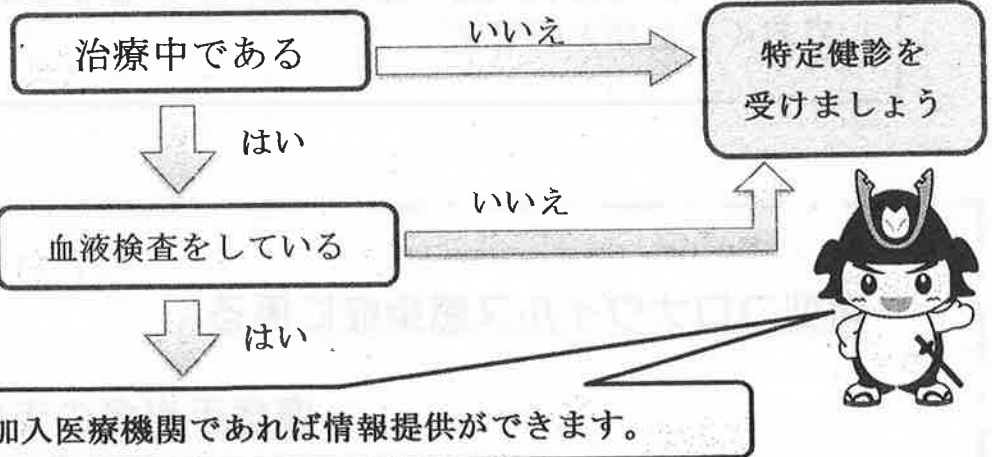 治療中である
いいえ
特定健診を
受けましょう
はい
血液検査をしている
いいえ
はい
加入医療機関であれば情報提供ができます。